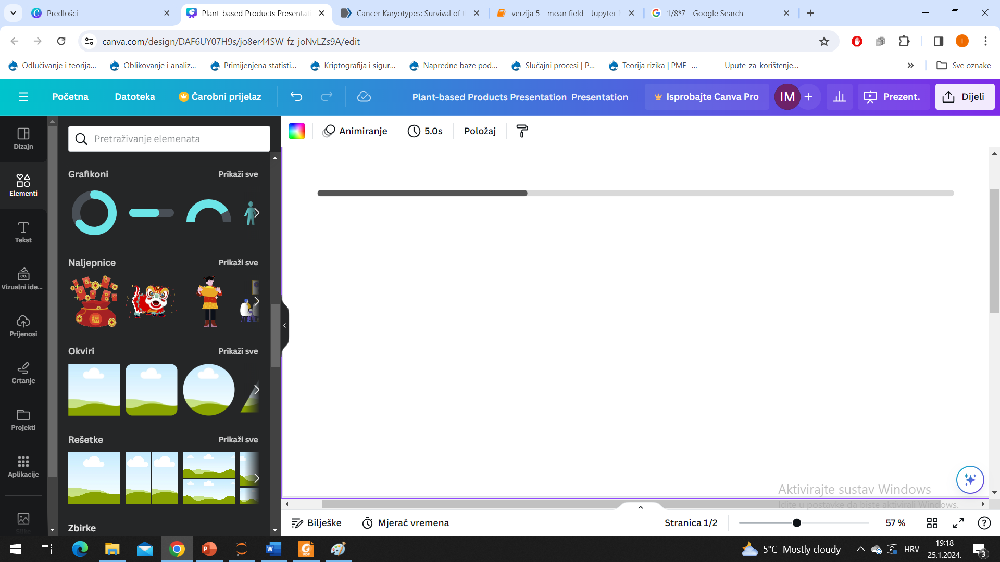 Predlošci
Plant-based Products Presentati
Cancer Karyotypes: Survival of t
verzija 5 - mean field - Jupyter
1/8*7 - Google Search
canva.com/design/DAF6UY07H9s/jo8er44SW-fz_joNvLZs9A/edit
I
Odlučivanje i teorija...
Oblikovanje i analiz...
Primijenjena statisti...
Kriptografija i sigur...
Napredne baze pod...
Slučajni procesi | P...
Teorija rizika | PMF -...
Upute-za-korištenje...
Sve oznake
Početna
Datoteka
Čarobni prijelaz
Plant-based Products Presentation Presentation
Isprobajte Canva Pro
IM
Prezent.
Dijeli
Dizajn
Elementi
Tekst
CO.
Vizualni ide...
Prijenosi
Crtanje
Projekti
Aplikacije
Slike
Pretraživanje elemenata
Grafikoni
Prikaži sve
Naljepnice
Prikaži sve
福
Okviri
Prikaži sve
Rešetke
Prikaži sve
Zbirke
Animiranje
5.0s
Položaj
Aktivirajte sustav Windows
Idite u postavke da biste aktivirali Windows.
Bilješke
Mjerač vremena
Stranica 1/2
57 %
5°C Mostly cloudy
HRV
19:18
25.1.2024.
3